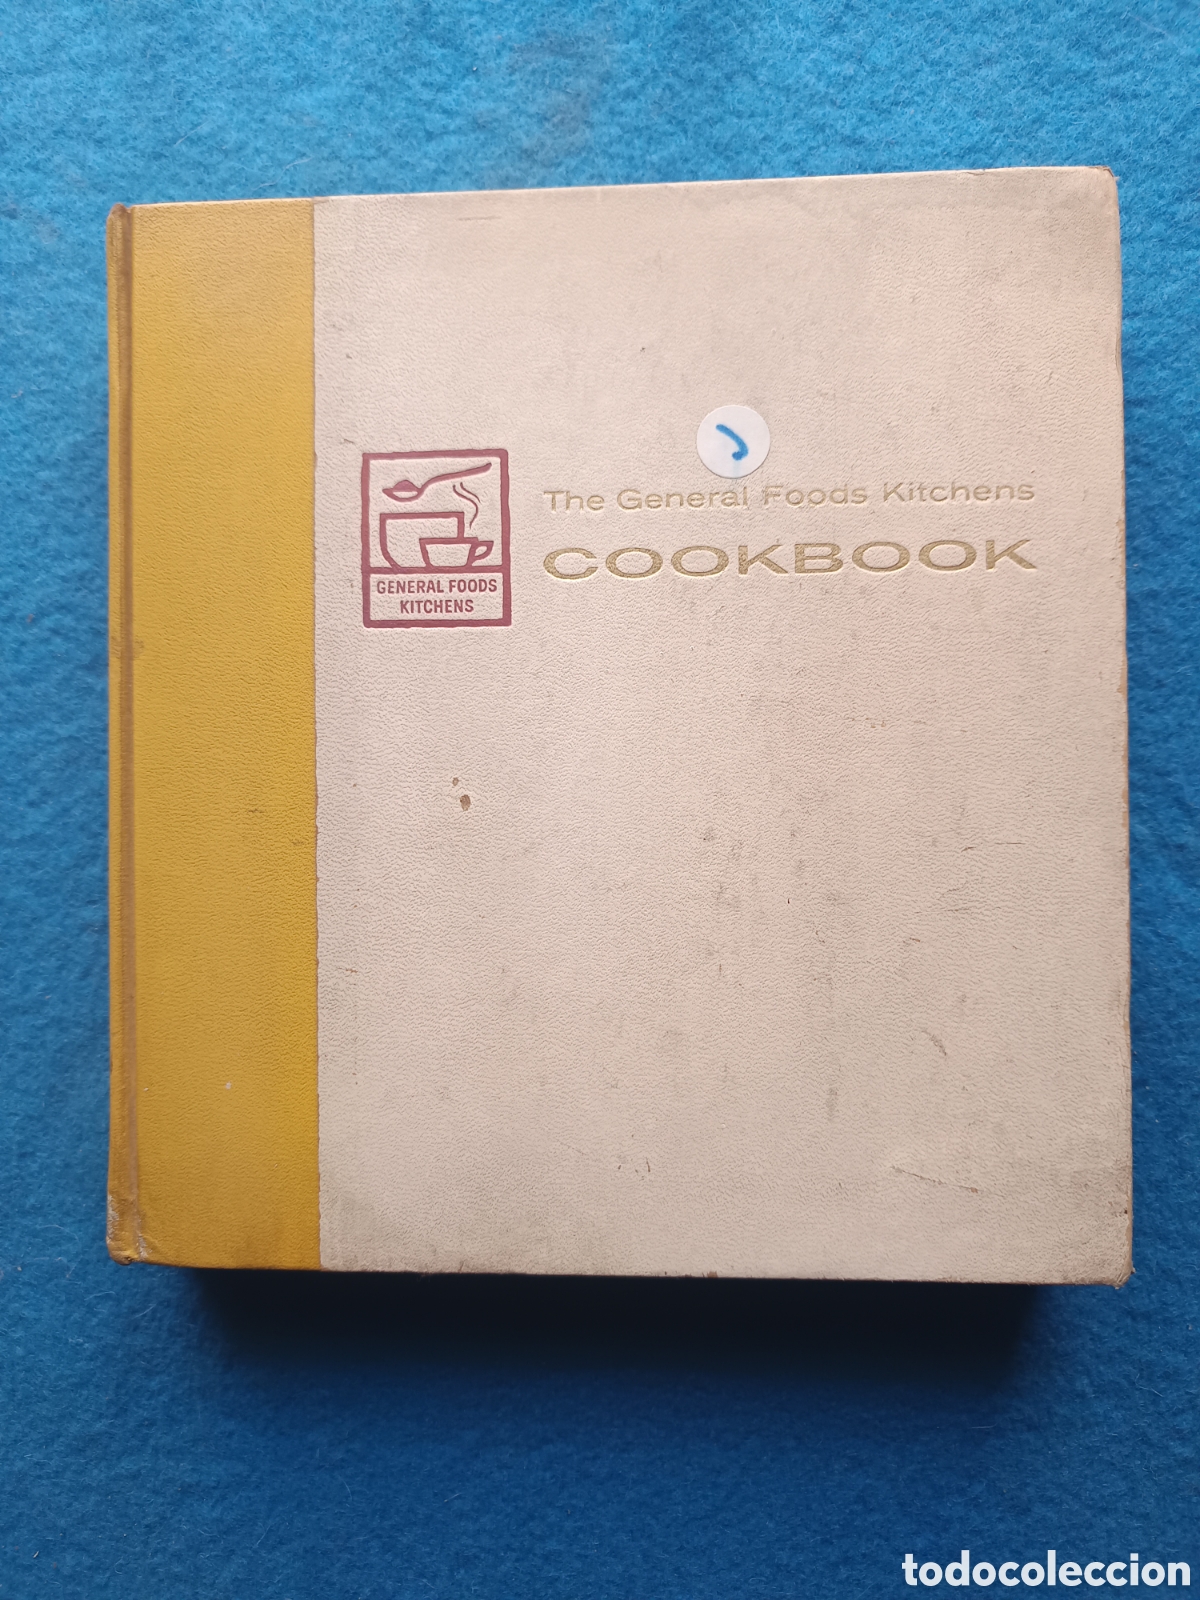 The General Foods Kitchens
COOKBOOK
GENERAL FOODS
KITCHENS
todocoleccion